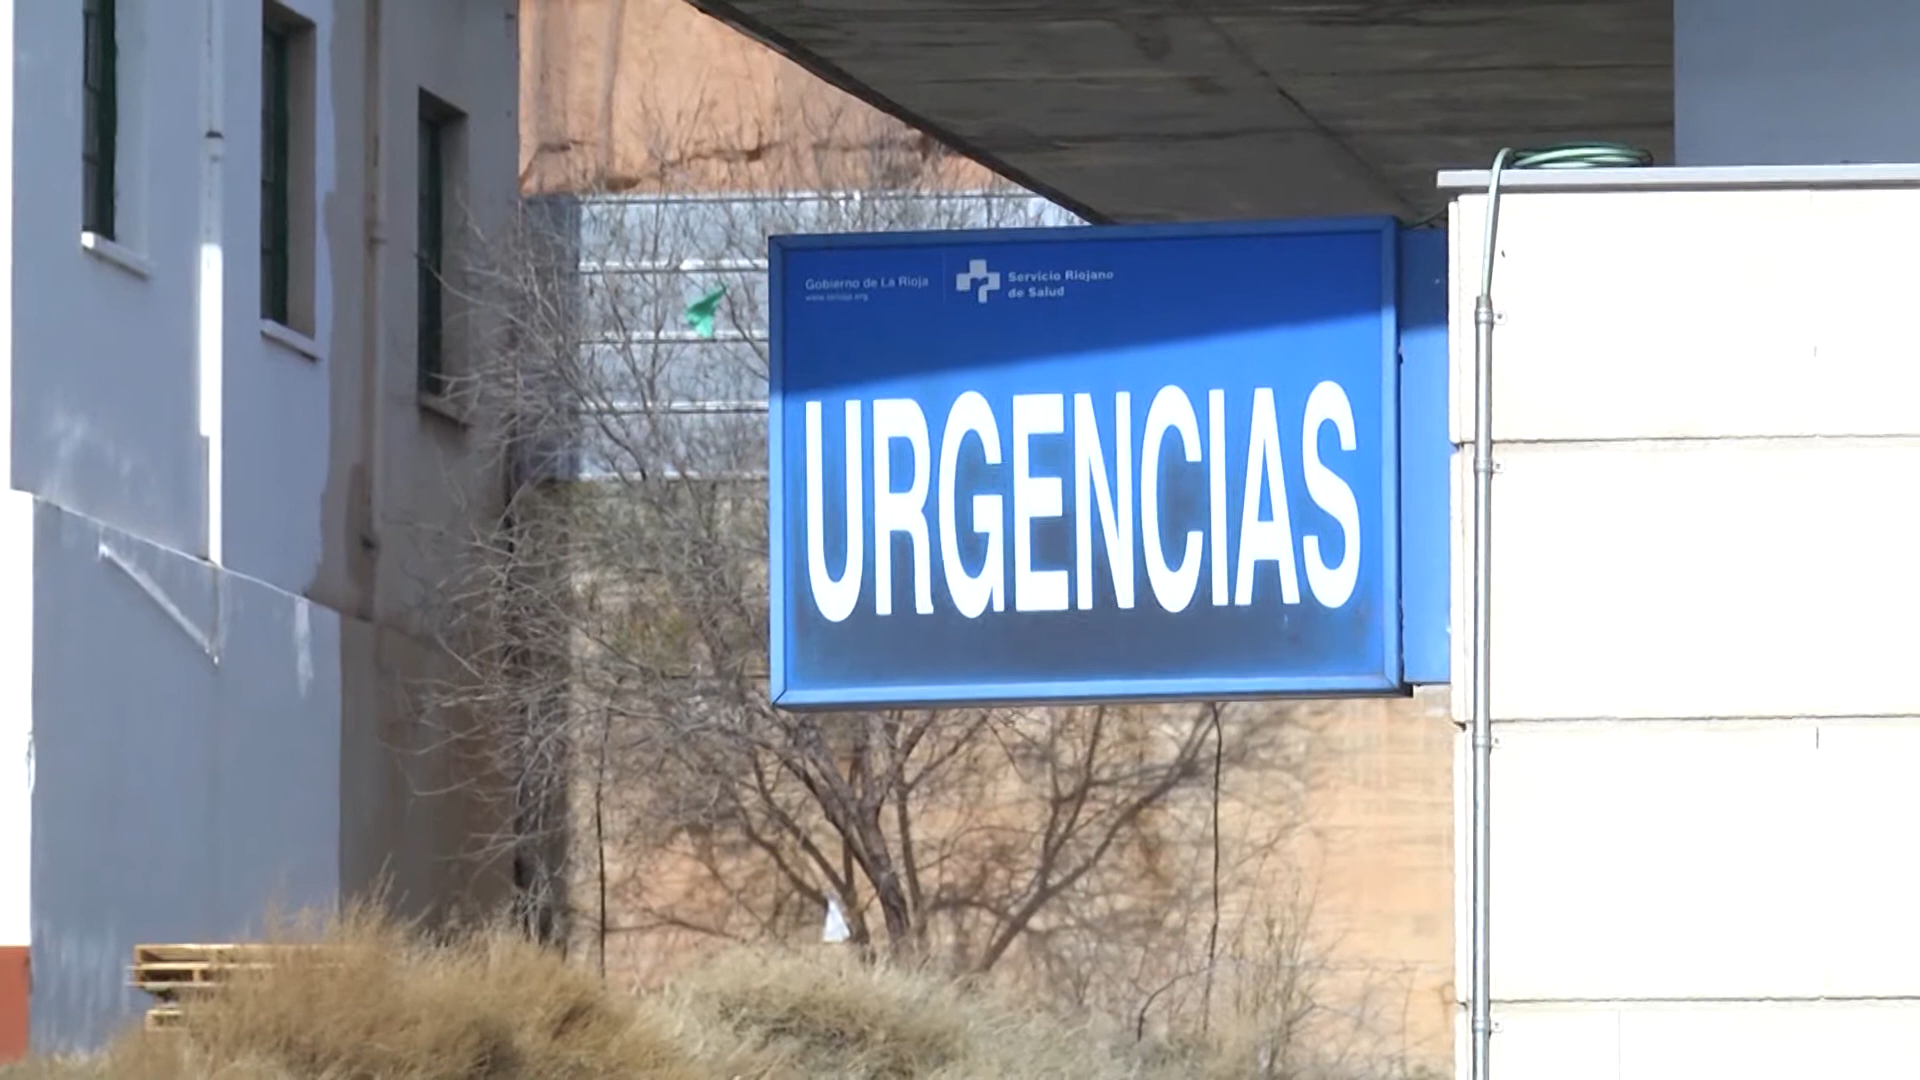 Gobierno de La Rioja
Servicio Riojano
de Salud
URGENCIAS